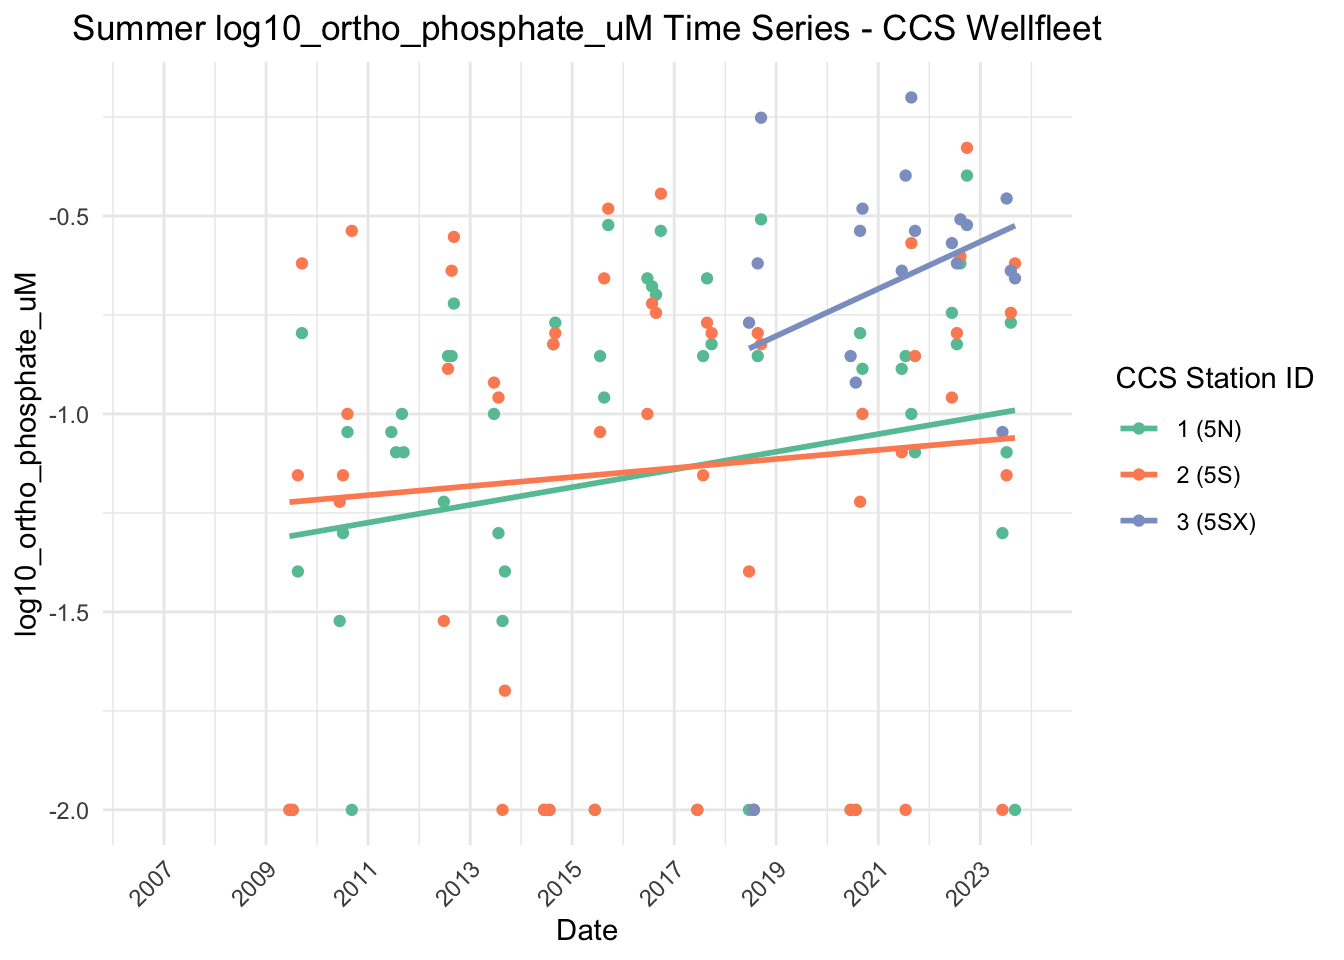 Summer log10_ortho_phosphate_uM Time Series - CCS Wellfleet
log10_ortho_phosphate_uM
-0.5
-1.0
-1.5
-2.0
2007
2009
2011
2013
2015
2017
2019
2021
2023
Date
CCS Station ID
1 (5N)
2 (5S)
3 (5SX)